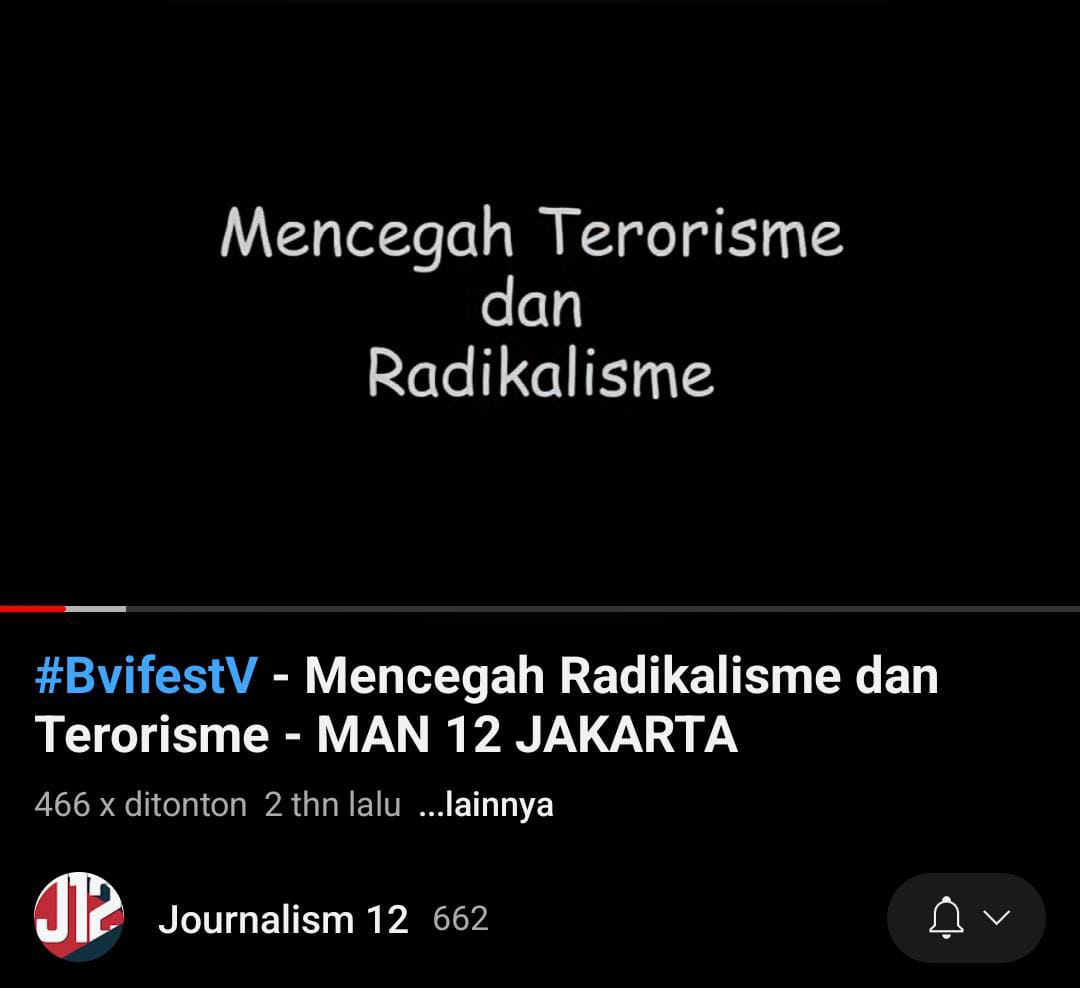 Mencegah Terorisme
dan
Radikalisme
#BvifestV - Mencegah Radikalisme dan
Terorisme - MAN 12 JAKARTA
466 x ditonton 2 thn lalu ...lainnya
J12 Journalism 12 662